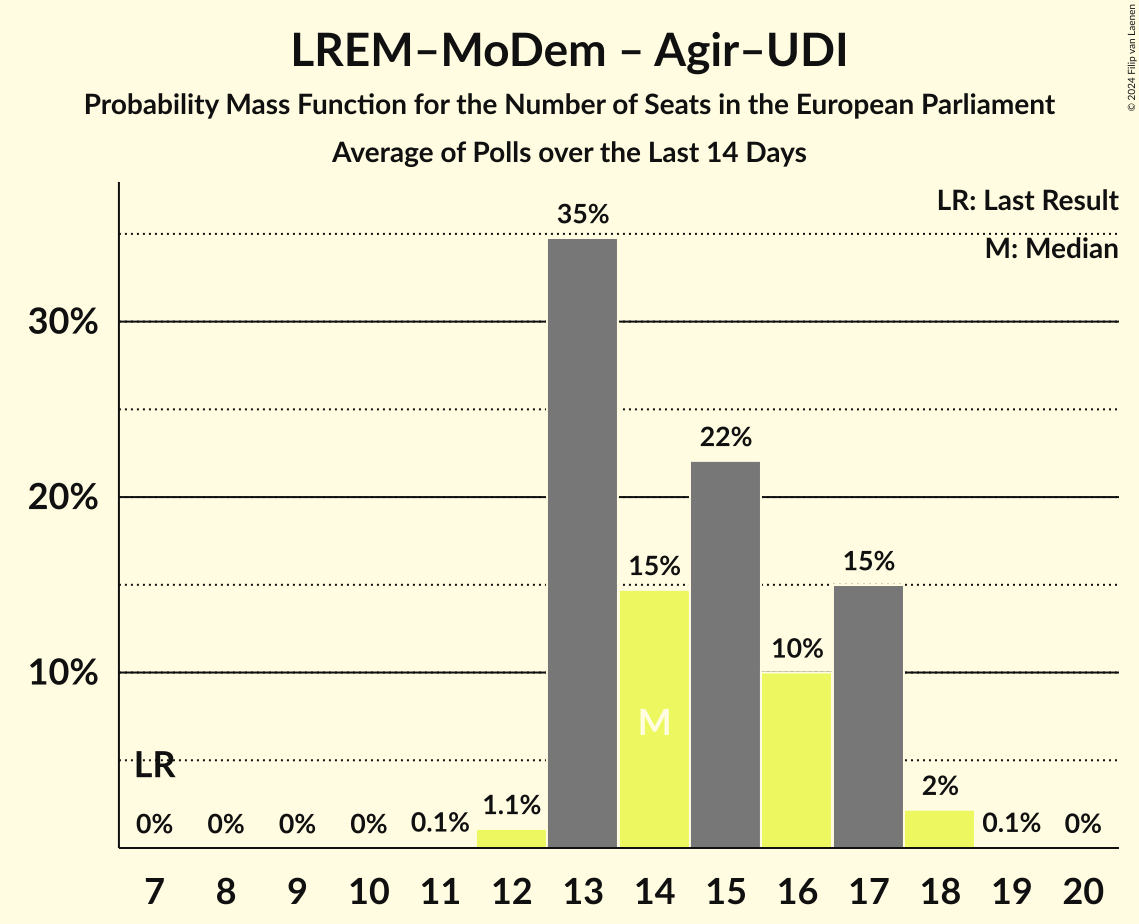 LREM–MoDem – Agir–UDI
Probability Mass Function for the Number of Seats in the European Parliament
Average of Polls over the Last 14 Days
© 2024 Filip van Laenen
LR: Last Result
M: Median
30%
20%
10%
35%
22%
15%
15%
10%
M
LR
0%
0%
0%
0%
0.1%
1.1%
2%
0.1%
0%
7 8 9 10 11 12 13 14 15 16 17 18 19 20